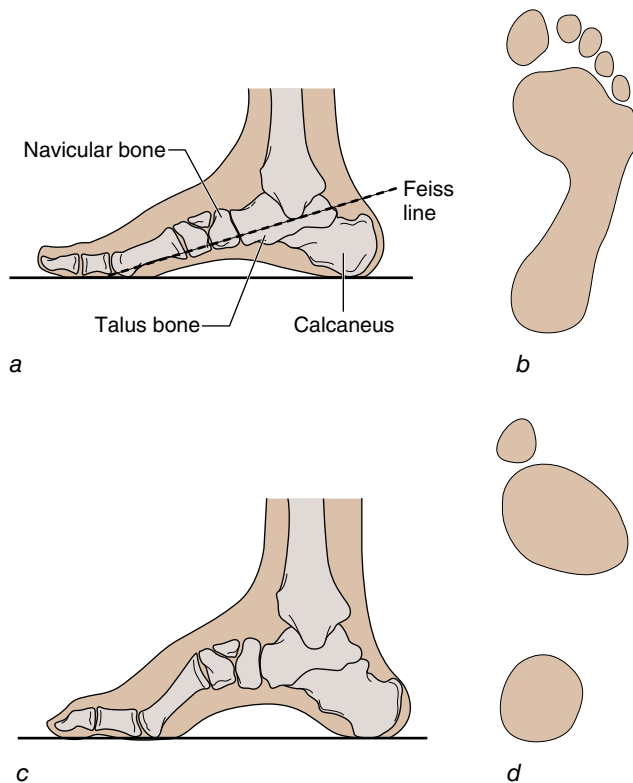 Navicular bone
Feiss
line
Talus bone
Calcaneus
a
b
c
d